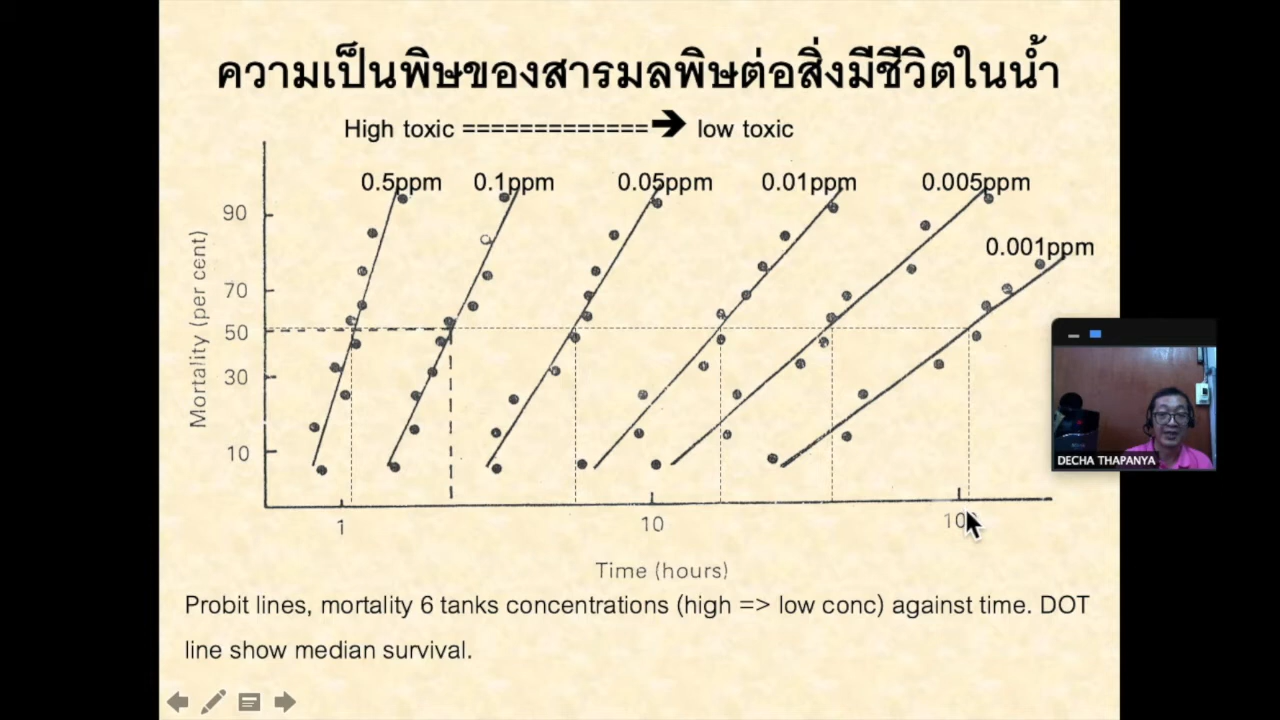 ความเป็นพิษของสารมลพิษต่อสิ่งมีชีวิตในน้ำ
High toxic ============= ➔ low toxic
0.5ppm 0.1ppm 0.05ppm 0.01ppm 0.005ppm
0.001ppm
90
70
50
30
10
Mortality (per cent)
1 10
Time (hours)
Probit lines, mortality 6 tanks concentrations (high => low conc) against time. DOT
line show median survival.
DECHA THAPANYA